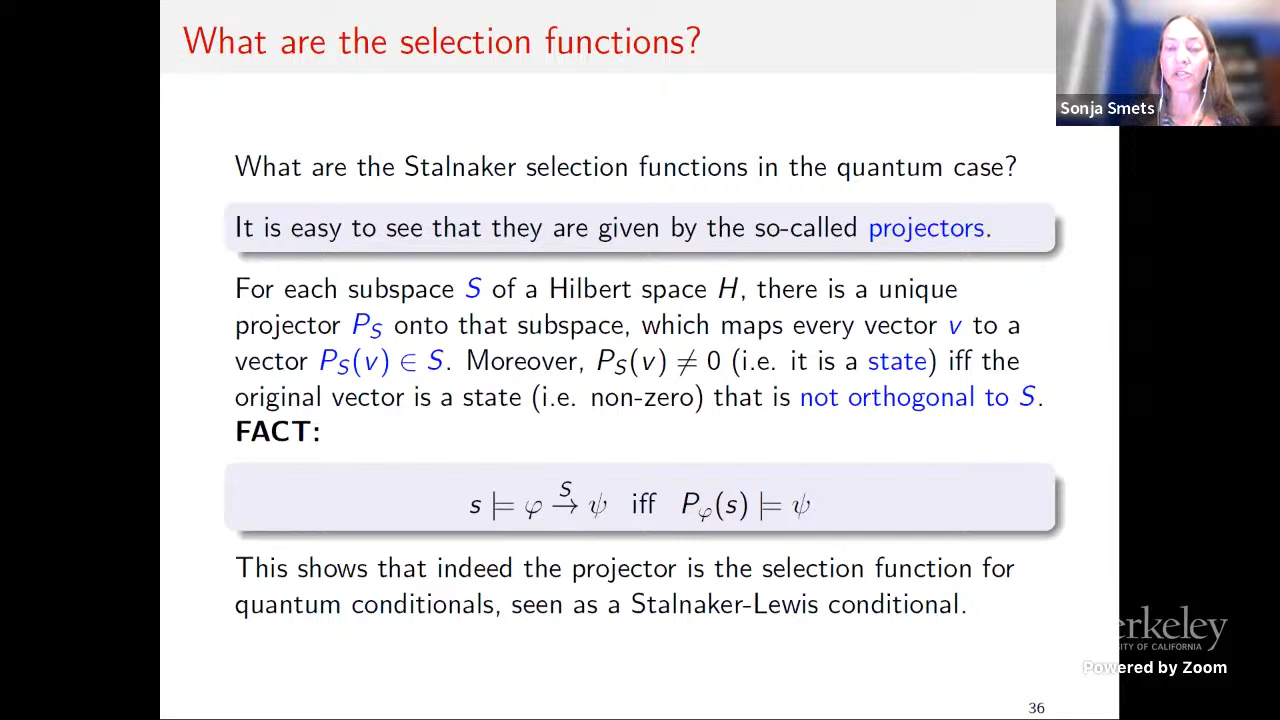 What are the selection functions?
Sonja Smets
What are the Stalnaker selection functions in the quantum case?
It is easy to see that they are given by the so-called projectors.
For each subspace S of a Hilbert space H, there is a unique
projector P_S onto that subspace, which maps every vector v to a
vector P_S(v) ∈ S. Moreover, P_S(v) ≠ 0 (i.e. it is a state) iff the
original vector is a state (i.e. non-zero) that is not orthogonal to S.
FACT:
s ⊨ φ →^S ψ iff P_φ(s) ⊨ ψ
This shows that indeed the projector is the selection function for
quantum conditionals, seen as a Stalnaker-Lewis conditional.
erkeley
SITY OF CALIFORNIA
Powered by Zoom
36